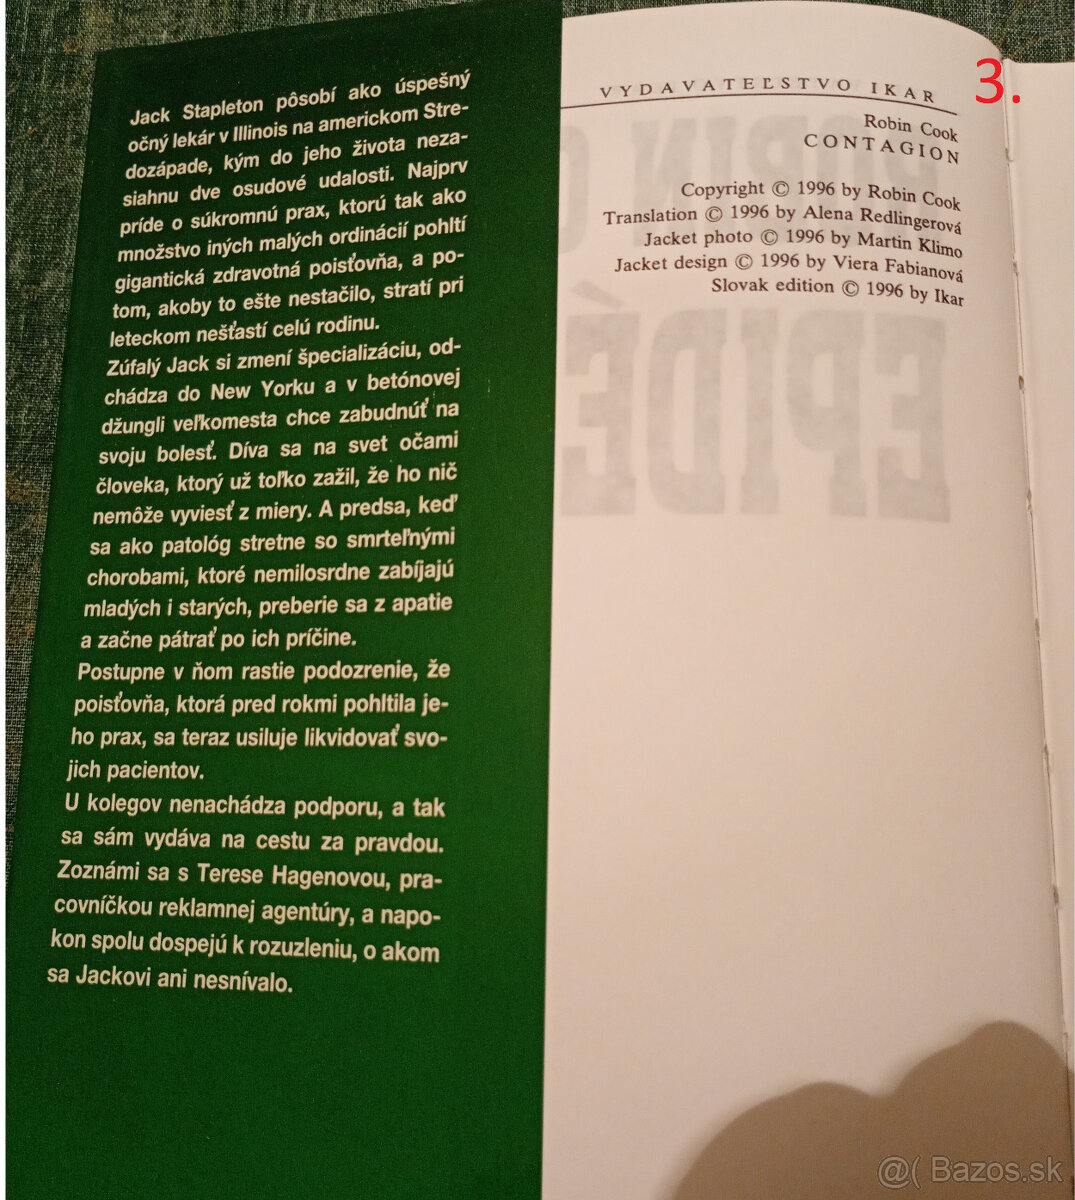 Jack Stapleton pôsobí ako úspešný
očný lekár v Illinois na americkom Stre-
dozápade, kým do jeho života neza-
siahnu dve osudové udalosti. Najprv
príde o súkromnú prax, ktorú tak ako
množstvo iných malých ordinácií pohltí
gigantická zdravotná poisťovňa, a po-
tom, akoby to ešte nestačilo, stratí pri
leteckom nešťastí celú rodinu.
Zúfalý Jack si zmení špecializáciu, od-
chádza do New Yorku a v betónovej
džungli veľkomesta chce zabudnúť na
svoju bolesť. Díva sa na svet očami
človeka, ktorý už toľko zažil, že ho nič
nemôže vyviesť z miery. A predsa, keď
sa ako patológ stretne so smrteľnými
chorobami, ktoré nemilosrdne zabíjajú
mladých i starých, preberie sa z apatie
a začne pátrať po ich príčine.
Postupne v ňom rastie podozrenie, že
poisťovňa, ktorá pred rokmi pohltila je-
ho prax, sa teraz usiluje likvidovať svo-
jich pacientov.
U kolegov nenachádza podporu, a tak
sa sám vydáva na cestu za pravdou.
Zoznámi sa s Terese Hagenovou, pra-
covníčkou reklamnej agentúry, a napo-
kon spolu dospejú k rozuzleniu, o akom
sa Jackovi ani nesnívalo.
3.
VYDAVATEĽSTVO IKAR
Robin Cook
CONTAGION
Copyright © 1996 by Robin Cook
Translation © 1996 by Alena Redlingerová
Jacket photo © 1996 by Martin Klimo
Jacket design © 1996 by Viera Fabianová
Slovak edition © 1996 by Ikar
EPIDÉ
@( Bazos.sk